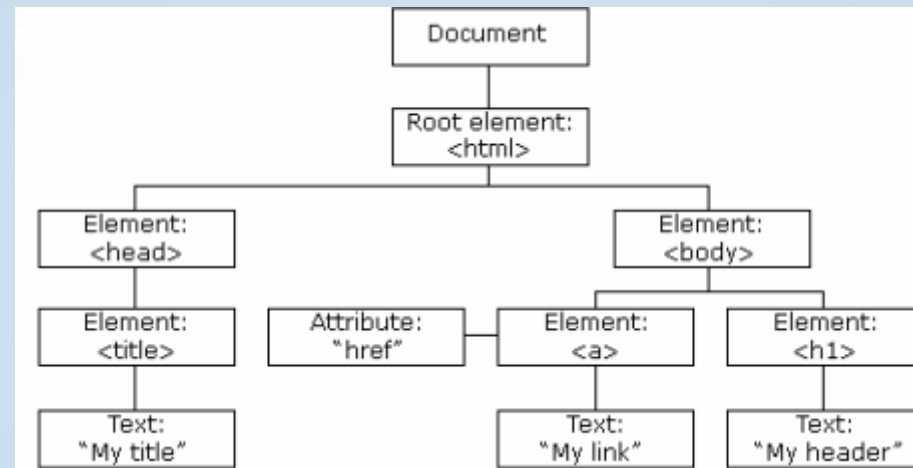 Document
Root element:
<html>
Element:
<head>
Element:
<body>
Element:
<title>
Attribute:
"href"
Element:
<a>
Element:
<h1>
Text:
"My title"
Text:
"My link"
Text:
"My header"